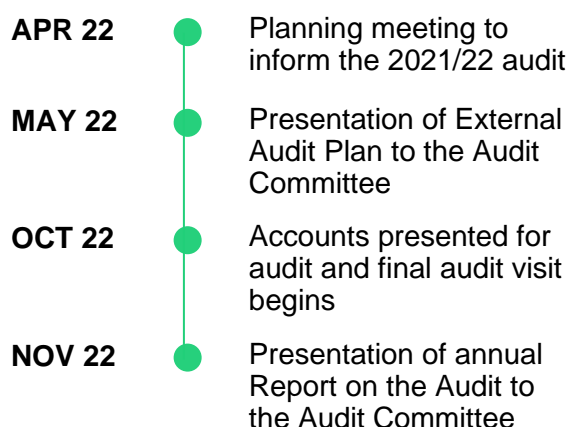 APR 22
Planning meeting to
inform the 2021/22 audit
MAY 22
Presentation of External
Audit Plan to the Audit
Committee
OCT 22
Accounts presented for
audit and final audit visit
begins
NOV 22
Presentation of annual
Report on the Audit to
the Audit Committee